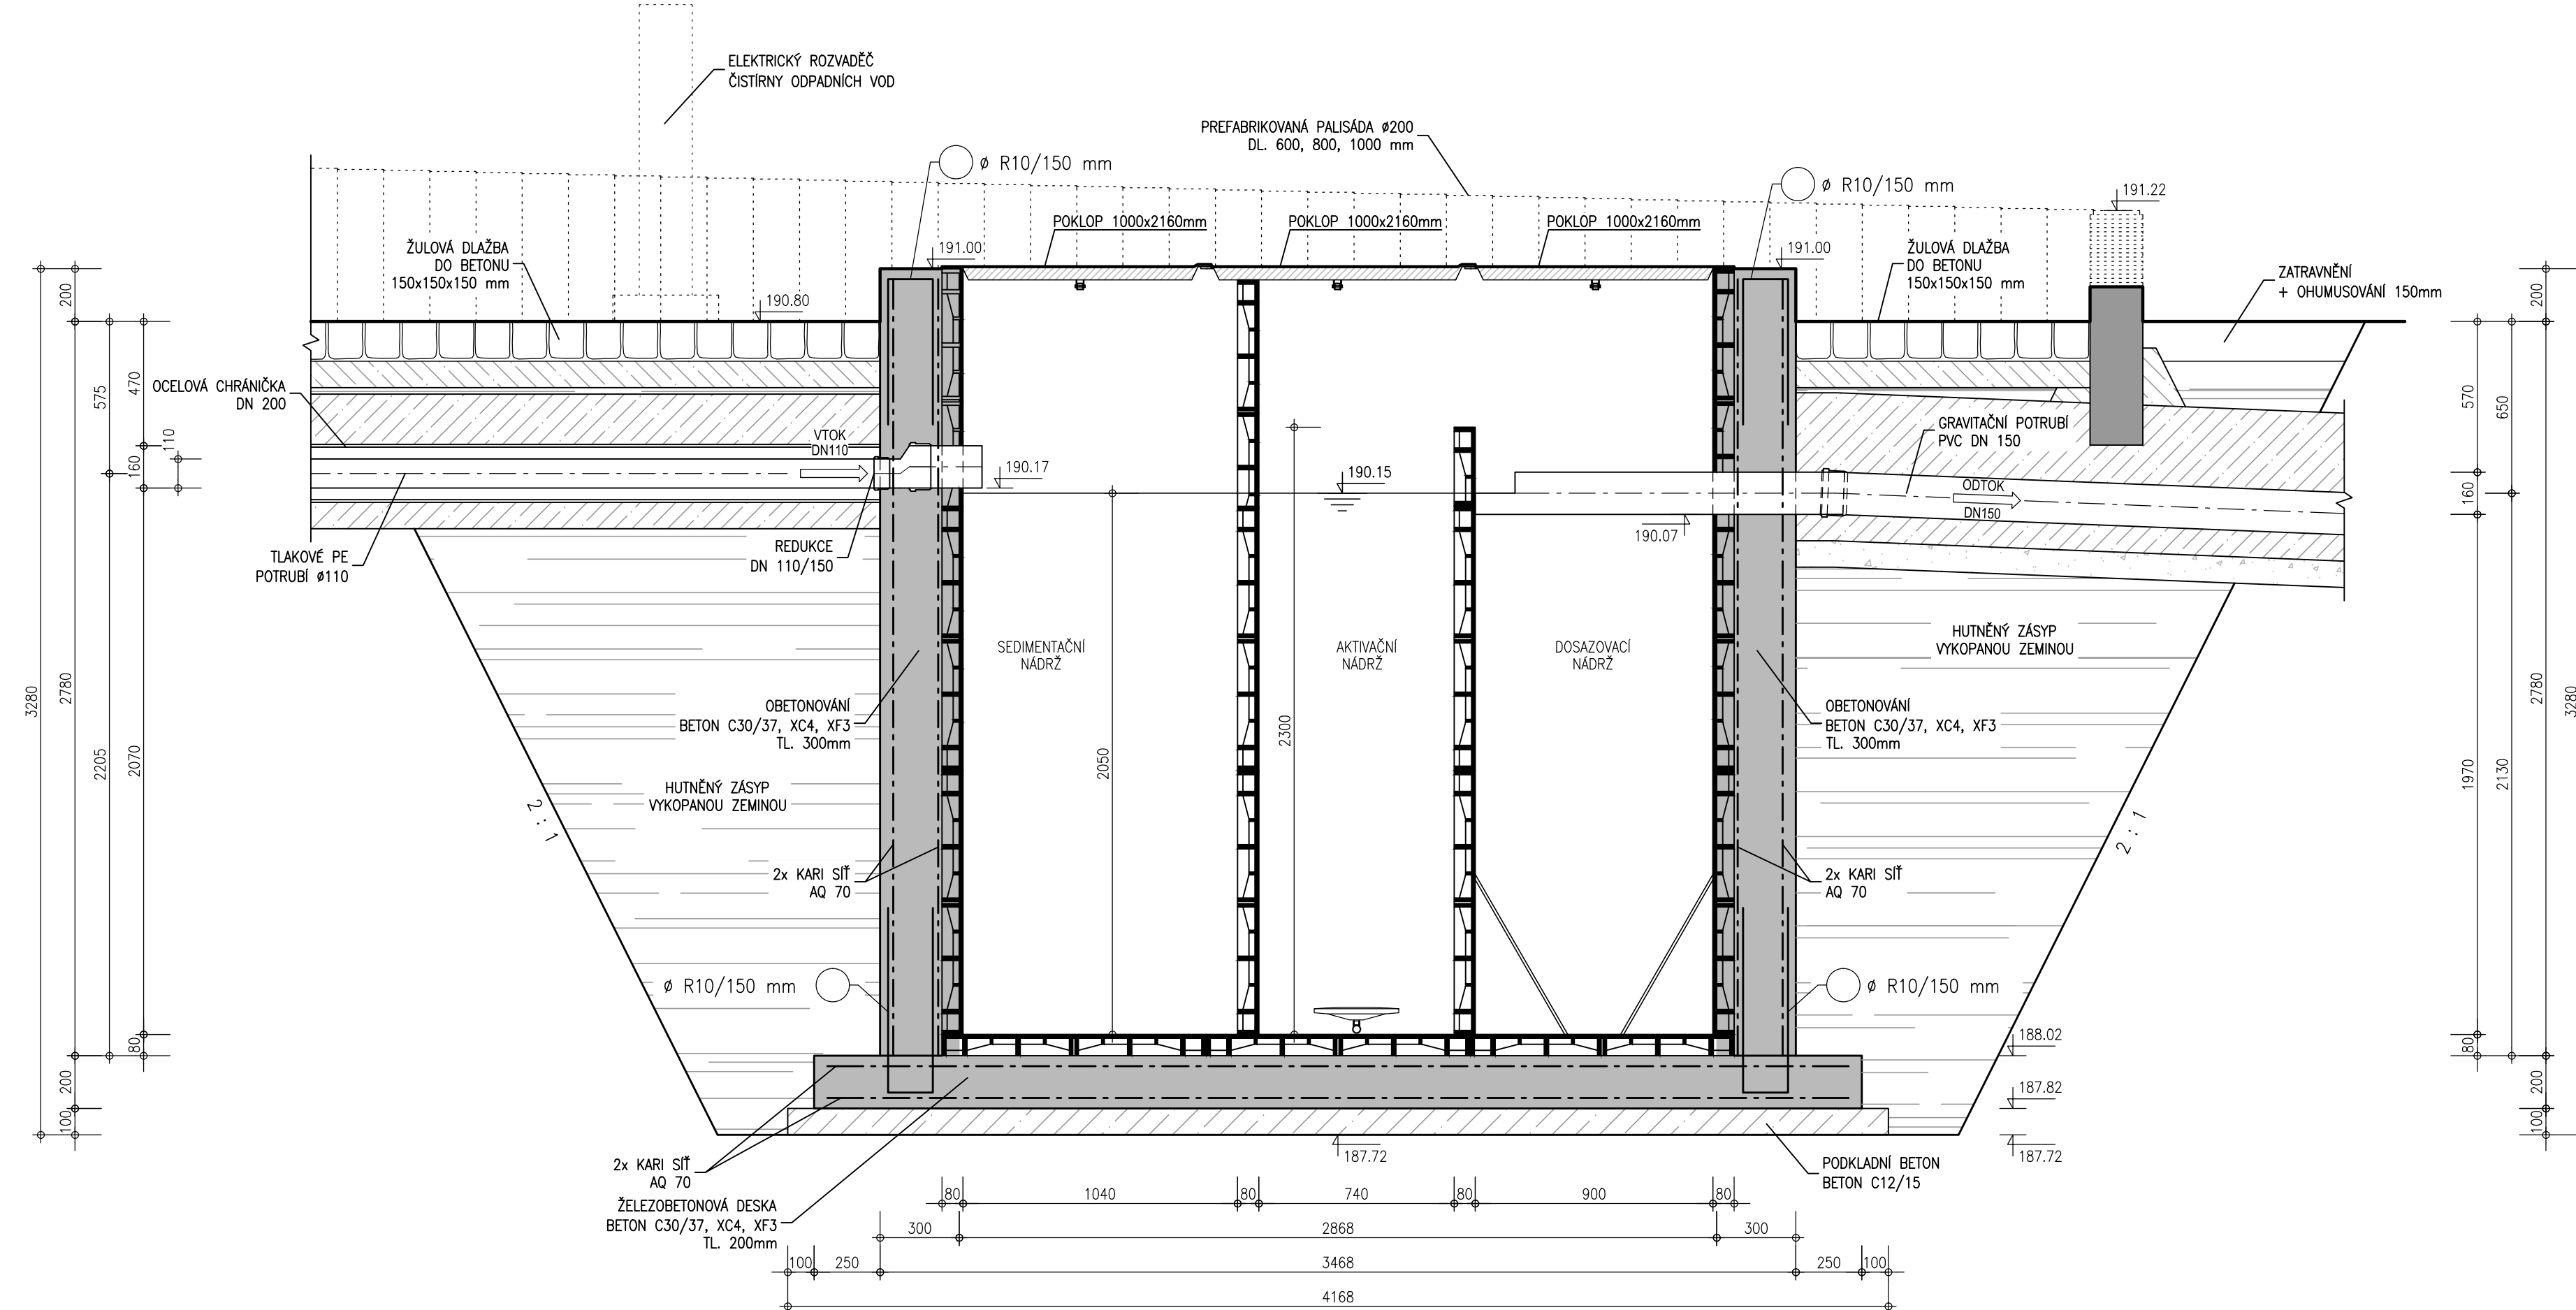 ELEKTRICKÝ ROZVADĚČ
ČISTÍRNY ODPADNÍCH VOD
PREFABRIKOVANÁ PALISÁDA ø200
DL. 600, 800, 1000 mm
ø R10/150 mm
ø R10/150 mm
191.22
POKLOP 1000x2160mm
POKLOP 1000x2160mm
POKLOP 1000x2160mm
191.00
191.00
ŽULOVÁ DLAŽBA
DO BETONU
150x150x150 mm
190.80
ŽULOVÁ DLAŽBA
DO BETONU
150x150x150 mm
ZATRAVNĚNÍ
+ OHUMUSOVÁNÍ 150mm
OCELOVÁ CHRÁNIČKA
DN 200
VTOK
DN110
190.17
190.15
GRAVITAČNÍ POTRUBÍ
PVC DN 150
ODTOK
DN150
190.07
TLAKOVÉ PE
POTRUBÍ ø110
REDUKCE
DN 110/150
SEDIMENTAČNÍ
NÁDRŽ
AKTIVAČNÍ
NÁDRŽ
DOSAZOVACÍ
NÁDRŽ
HUTNĚNÝ ZÁSYP
VYKOPANOU ZEMINOU
OBETONOVÁNÍ
BETON C30/37, XC4, XF3
TL. 300mm
OBETONOVÁNÍ
BETON C30/37, XC4, XF3
TL. 300mm
2050
2300
HUTNĚNÝ ZÁSYP
VYKOPANOU ZEMINOU
2:1
2:1
2x KARI SÍŤ
AQ 70
2x KARI SÍŤ
AQ 70
ø R10/150 mm
ø R10/150 mm
188.02
187.82
187.72
187.72
2x KARI SÍŤ
AQ 70
ŽELEZOBETONOVÁ DESKA
BETON C30/37, XC4, XF3
TL. 200mm
PODKLADNÍ BETON
BETON C12/15
3280
200
2780
200
100
575
2205
470
160
2070
80
110
570
160
1970
80
650
2130
200
2780
200
100
3280
80 1040 80 740 80 900 80
300 2868 300
100 250 3468 250 100
4168